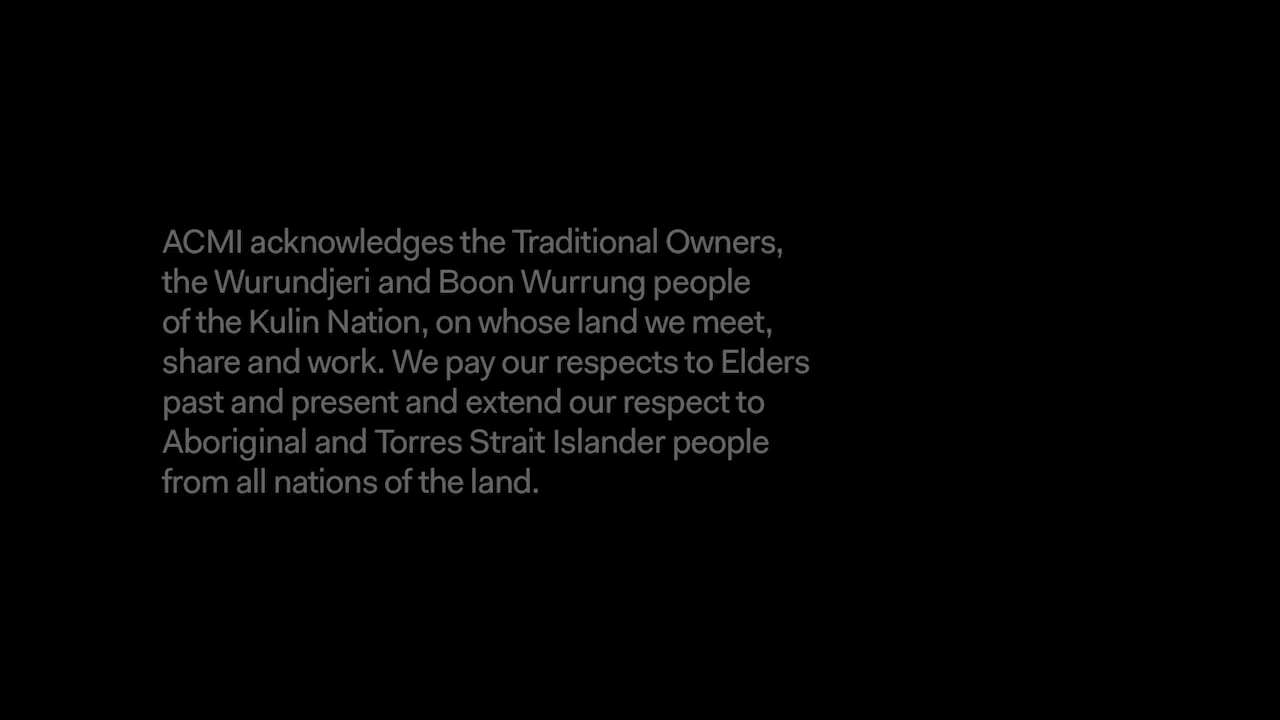 ACMI acknowledges the Traditional Owners,
the Wurundjeri and Boon Wurrung people
of the Kulin Nation, on whose land we meet,
share and work. We pay our respects to Elders
past and present and extend our respect to
Aboriginal and Torres Strait Islander people
from all nations of the land.